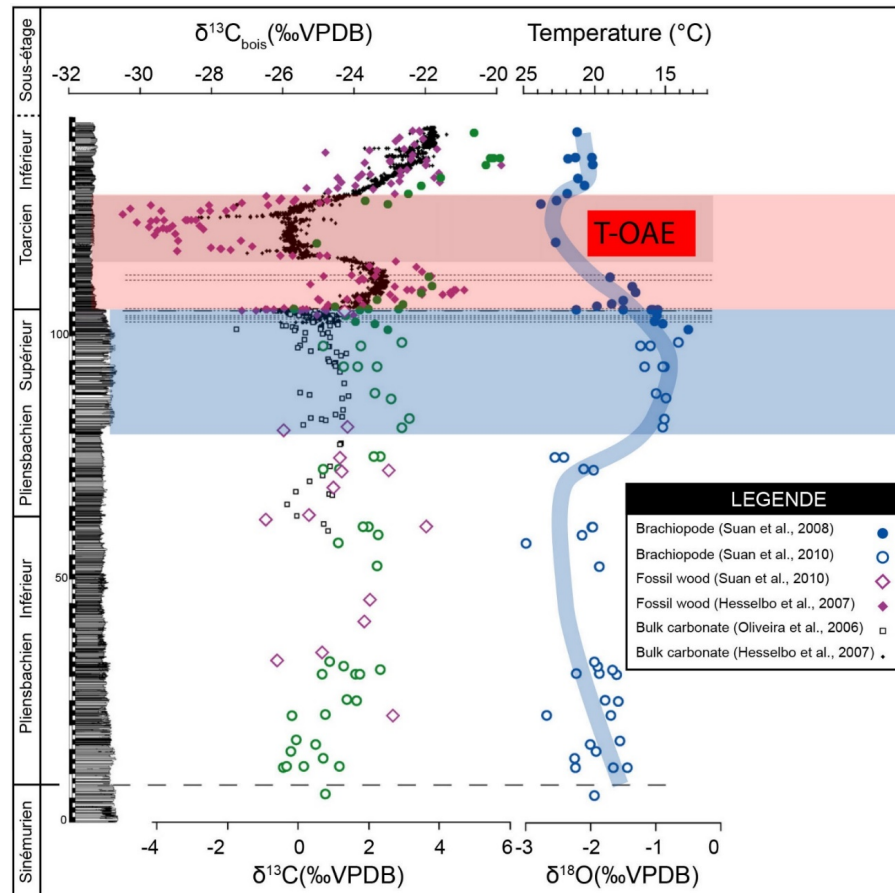 δ¹³C_bois(‰VPDB)
Temperature (°C)
-32 -30 -28 -26 -24 -22 -20
25 20 15
Sous-étage
Toarcien Inférieur
Pliensbachien Supérieur
Pliensbachien Inférieur
Sinémurien
100
50
0
T-OAE
LEGENDE
Brachiopode (Suan et al., 2008)
Brachiopode (Suan et al., 2010)
Fossil wood (Suan et al., 2010)
Fossil wood (Hesselbo et al., 2007)
Bulk carbonate (Oliveira et al., 2006)
Bulk carbonate (Hesselbo et al., 2007)
-4 -2 0 2 4 6
-3 -2 -1 0
δ¹³C(‰VPDB)
δ¹⁸O(‰VPDB)